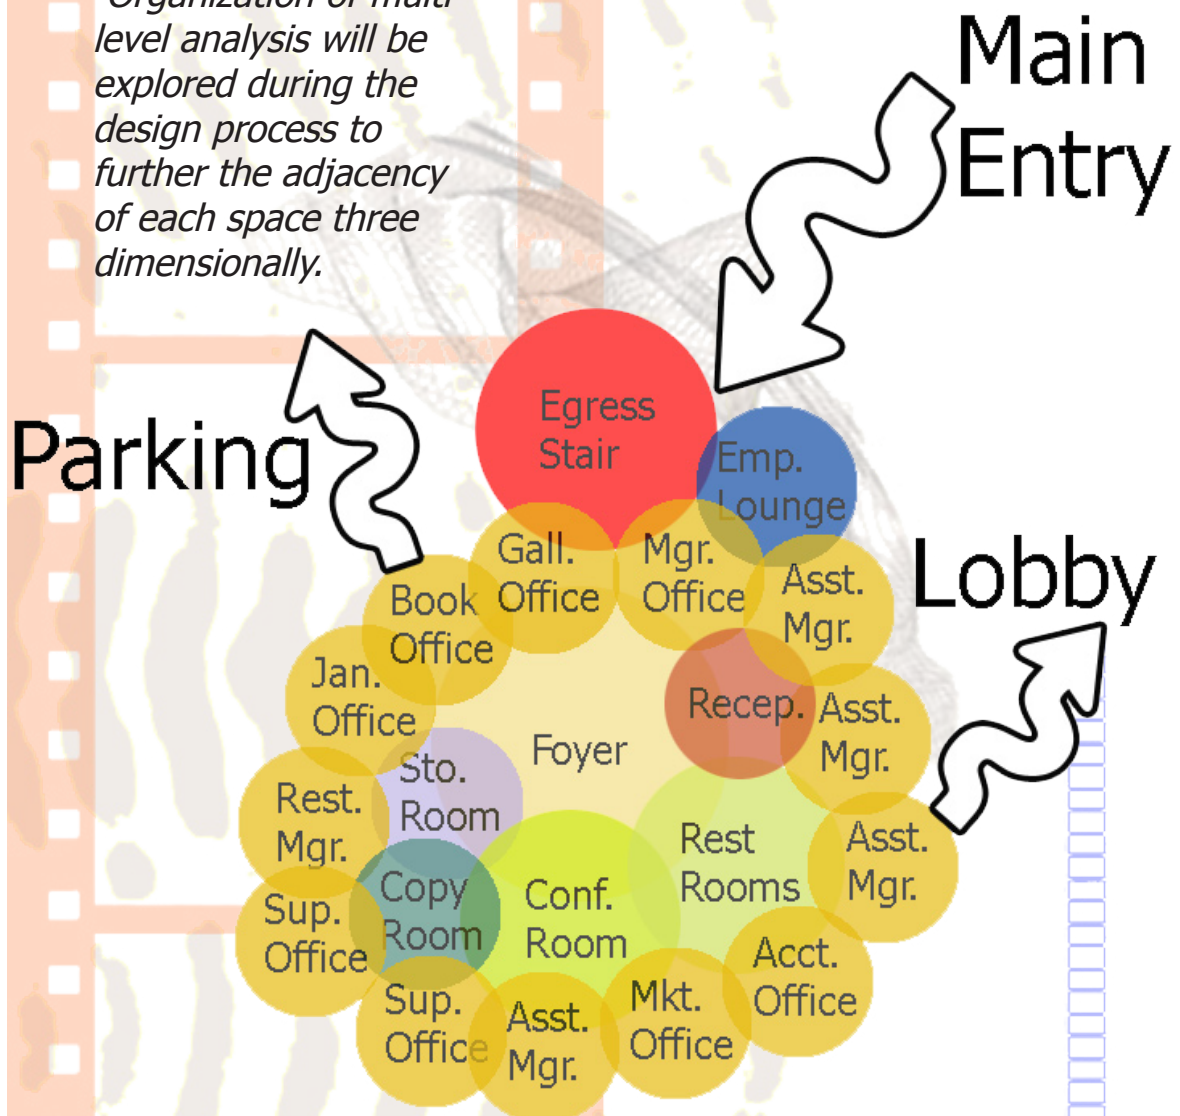 Organization of multi
level analysis will be
explored during the
design process to
further the adjacency
of each space three
dimensionally.
Main
Entry
Parking
Egress
Stair
Emp.
Lounge
Lobby
Gall.
Office
Mgr.
Office
Asst.
Mgr.
Book
Office
Jan.
Office
Recep.
Asst.
Mgr.
Foyer
Sto.
Room
Rest.
Mgr.
Rest
Rooms
Asst.
Mgr.
Copy
Room
Conf.
Room
Sup.
Office
Acct.
Office
Sup.
Office
Asst.
Mgr.
Mkt.
Office